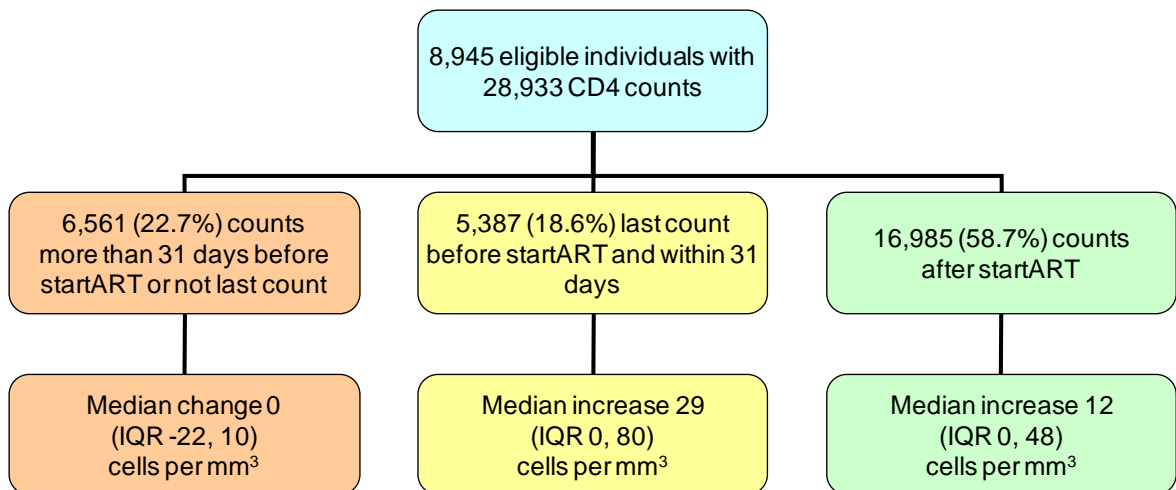 8,945 eligible individuals with
28,933 CD4 counts
6,561 (22.7%) counts
more than 31 days before
startART or not last count
5,387 (18.6%) last count
before startART and within 31
days
16,985 (58.7%) counts
after startART
Median change 0
(IQR -22, 10)
cells per mm³
Median increase 29
(IQR 0, 80)
cells per mm³
Median increase 12
(IQR 0, 48)
cells per mm³